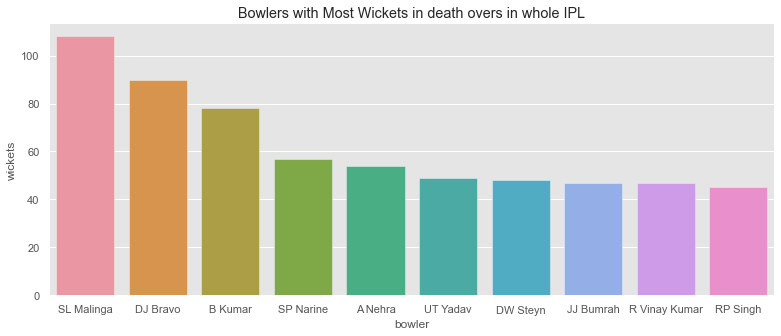 Bowlers with Most Wickets in death overs in whole IPL
wickets
100
80
60
40
20
0
SL Malinga DJ Bravo B Kumar SP Narine A Nehra UT Yadav DW Steyn JJ Bumrah R Vinay Kumar RP Singh
bowler